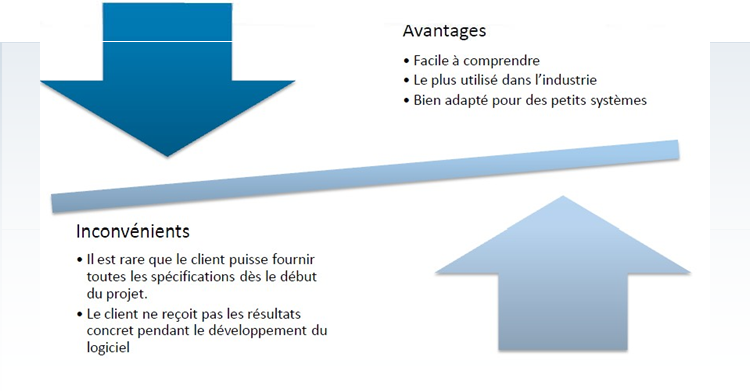 Avantages
• Facile à comprendre
• Le plus utilisé dans l’industrie
• Bien adapté pour des petits systèmes
Inconvénients
• Il est rare que le client puisse fournir
toutes les spécifications dès le début
du projet.
• Le client ne reçoit pas les résultats
concret pendant le développement du
logiciel